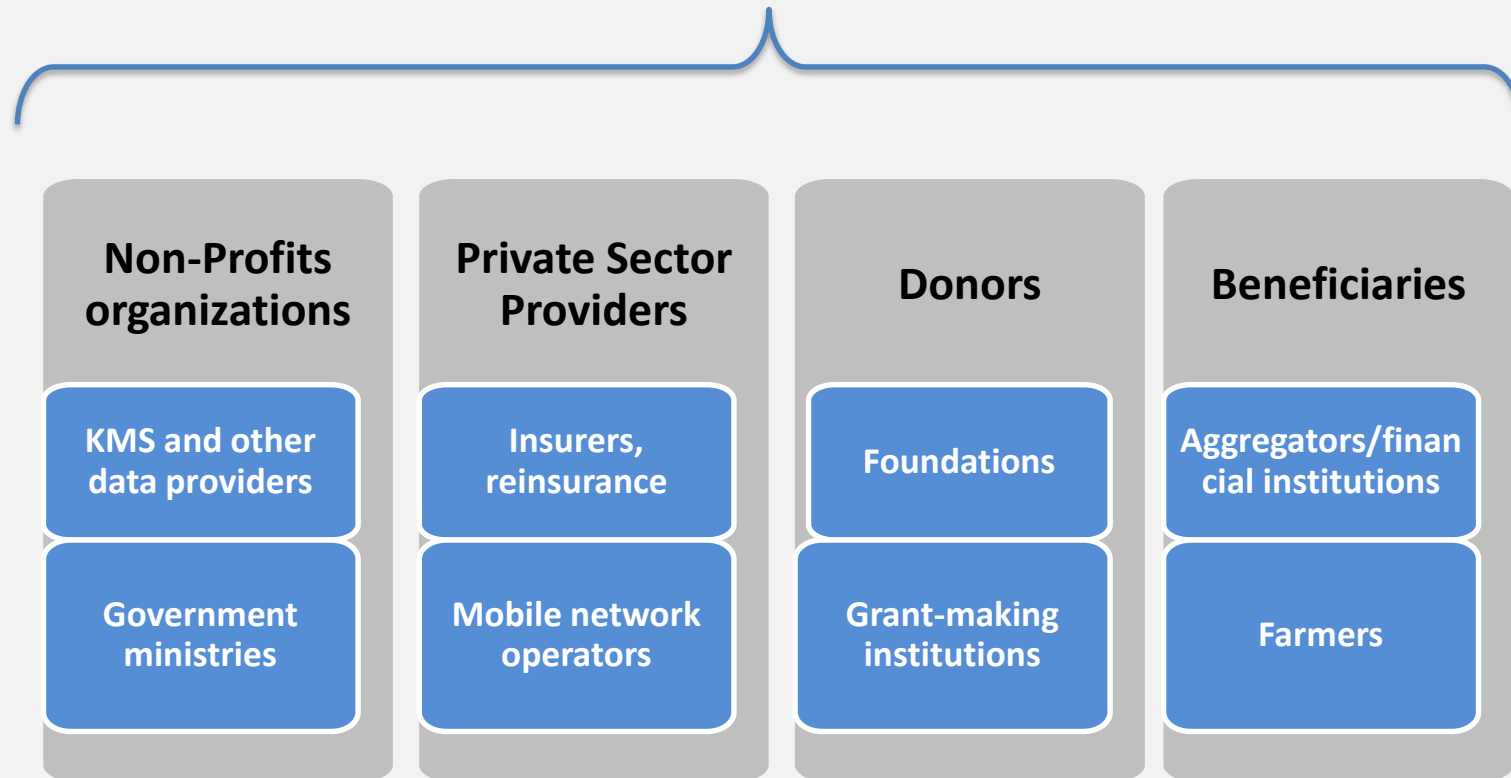 Non-Profits
organizations
KMS and other
data providers
Government
ministries
Private Sector
Providers
Insurers,
reinsurance
Mobile network
operators
Donors
Foundations
Grant-making
institutions
Beneficiaries
Aggregators/finan
cial institutions
Farmers